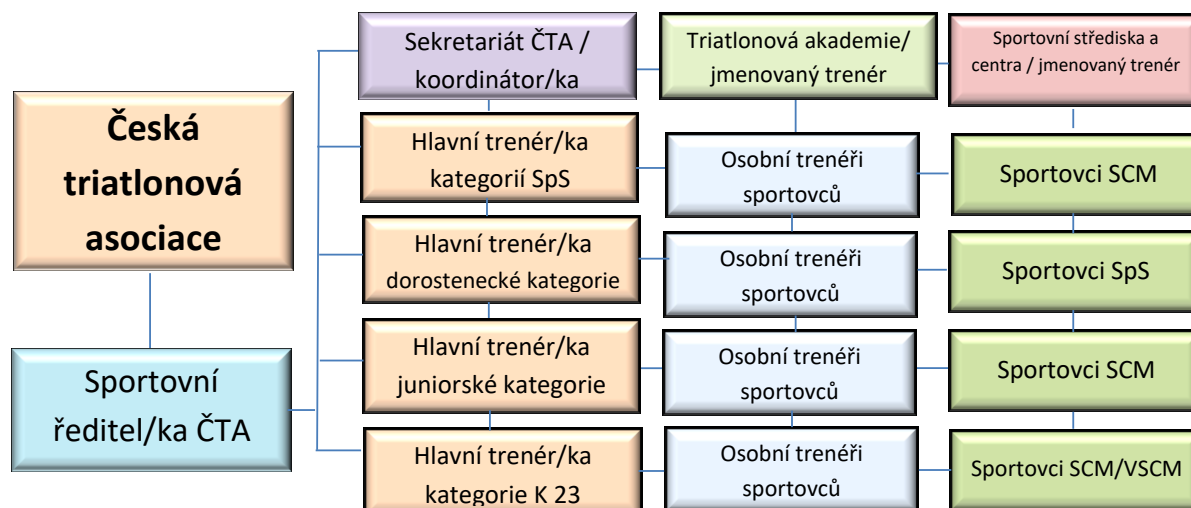 Česká
triatlonová
asociace
Sportovní
ředitel/ka ČTA
Sekretariát ČTA /
koordinátor/ka
Triatlonová akademie/
jmenovaný trenér
Sportovní střediska a
centra / jmenovaný trenér
Hlavní trenér/ka
kategorií SpS
Osobní trenéři
sportovců
Sportovci SCM
Hlavní trenér/ka
dorostenecké kategorie
Osobní trenéři
sportovců
Sportovci SpS
Hlavní trenér/ka
juniorské kategorie
Osobní trenéři
sportovců
Sportovci SCM
Hlavní trenér/ka
kategorie K 23
Osobní trenéři
sportovců
Sportovci SCM/VSCM